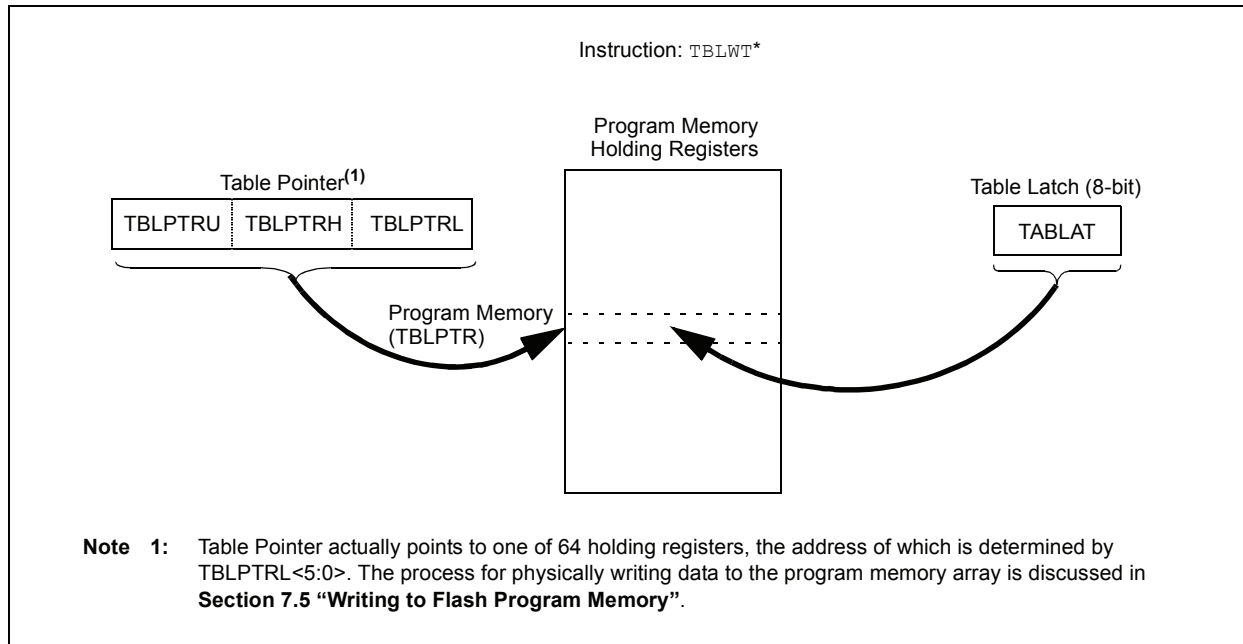 Instruction: TBLWT*
Program Memory
Holding Registers
Table Pointer(1)
Table Latch (8-bit)
TBLPTRU TBLPTRH TBLPTRL
TABLAT
Program Memory
(TBLPTR)
Note 1: Table Pointer actually points to one of 64 holding registers, the address of which is determined by
TBLPTRL<5:0>. The process for physically writing data to the program memory array is discussed in
Section 7.5 “Writing to Flash Program Memory”.